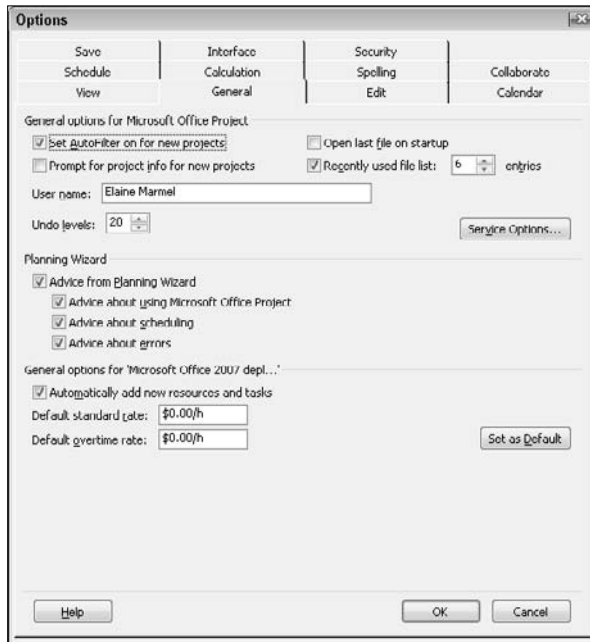 Options
Save Interface Security
Schedule Calculation Spelling Collaborate
View General Edit Calendar
General options for Microsoft Office Project
Set AutoFilter on for new projects Open last file on startup
Prompt for project info for new projects Recently used file list: 6 entries
User name: Elaine Marmel
Undo levels: 20 Service Options...
Planning Wizard
Advice from Planning Wizard
Advice about using Microsoft Office Project
Advice about scheduling
Advice about errors
General options for 'Microsoft Office 2007 depl...'
Automatically add new resources and tasks
Default standard rate: $0.00/h
Default overtime rate: $0.00/h Set as Default
Help OK Cancel